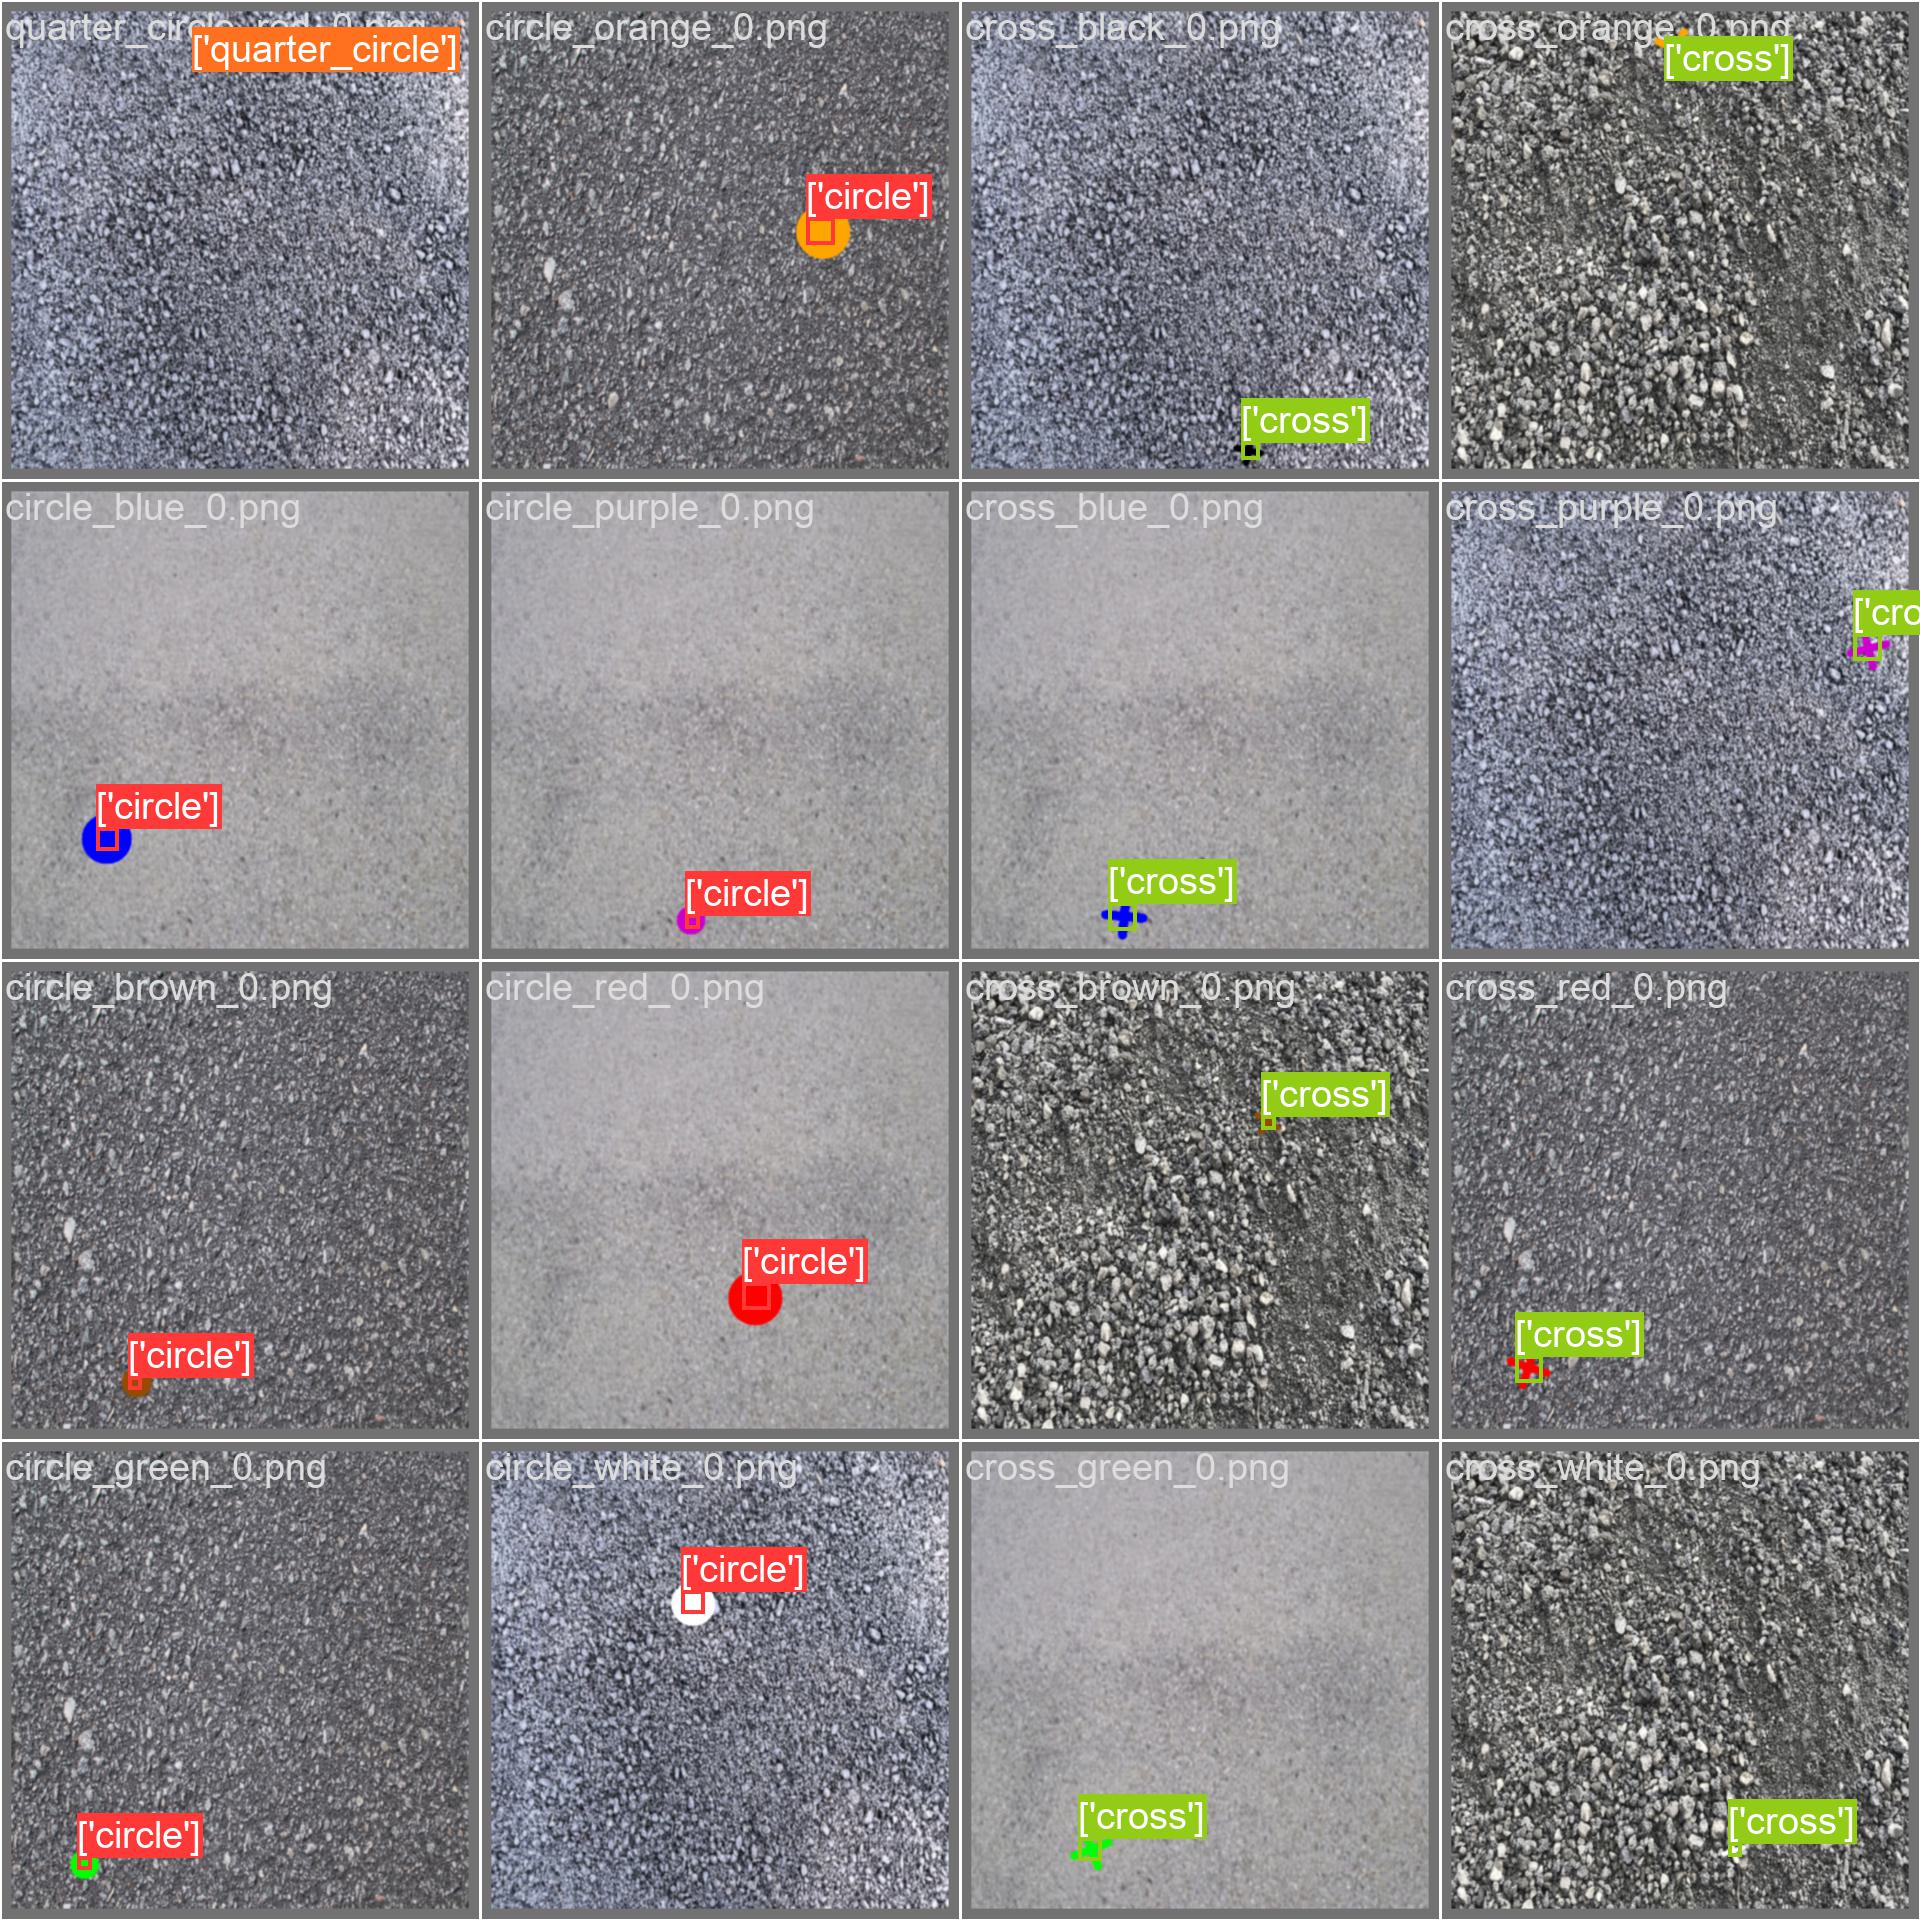 quarter_circle_red_0.png
['quarter_circle']
circle_orange_0.png
['circle']
cross_black_0.png
['cross']
cross_orange_0.png
['cross']
circle_blue_0.png
['circle']
circle_purple_0.png
['circle']
cross_blue_0.png
['cross']
cross_purple_0.png
['cro
circle_brown_0.png
['circle']
circle_red_0.png
['circle']
cross_brown_0.png
['cross']
cross_red_0.png
['cross']
circle_green_0.png
['circle']
circle_white_0.png
['circle']
cross_green_0.png
['cross']
cross_white_0.png
['cross']